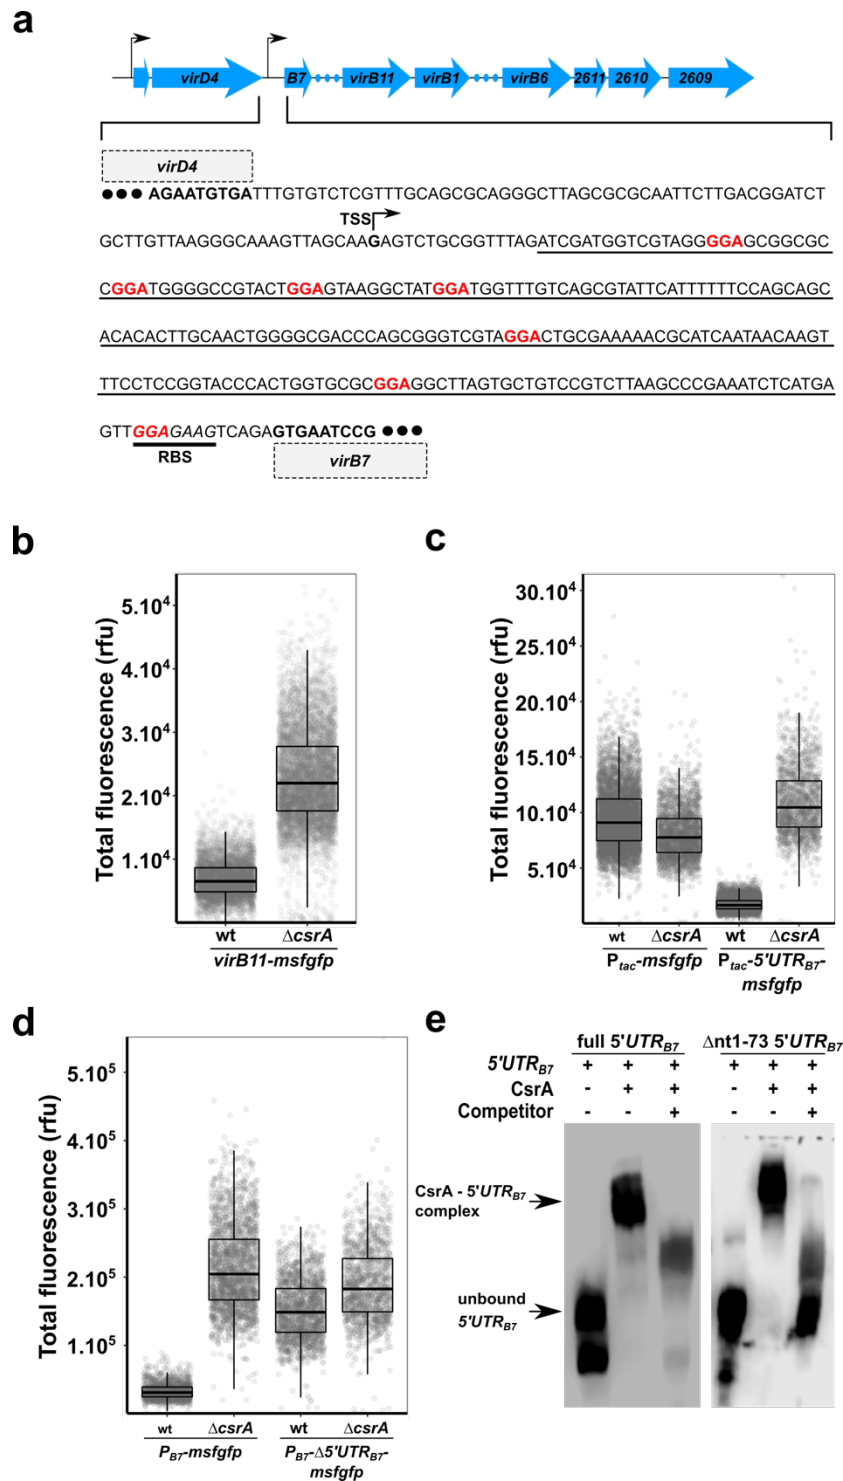 a
virD4 B7 virB11 virB1 virB6 2611 2610 2609
virD4
●●● AGAATGTGATTTGTGTCTCGTTTGCAGCGCAGGGCTTAGCGCGCAATTCTTGACGGATCT
TSS
GCTTGTTAAGGGCAAAGTTAGCAAGAGTCTGCGGTTTAGATCGATGGTCGTAGGGGGAGCGGCGC
CGGATGGGGCCGTACTGGAGTAAGGCTATGGATGGTTTGTCAGCGTATTCATTTTTTCCAGCAGC
ACACACTTGCAACTGGGGCGACCCAGCGGGTCGTAGGACTGCGAAAAACGCATCAATAACAAGT
TTCCTCCGGTACCCACTGGTGCGCGGAGGCTTAGTGCTGTCCGTCTTAAGCCCGAAATCTCATGA
GTTGGAGAAGTCAGAGTGAATCCG ●●●
RBS virB7
b
Total fluorescence (rfu)
5.10⁴
4.10⁴
3.10⁴
2.10⁴
1.10⁴
wt ΔcsrA
virB11-msfgfp
c
Total fluorescence (rfu)
30.10⁴
25.10⁴
20.10⁴
15.10⁴
10.10⁴
5.10⁴
wt ΔcsrA wt ΔcsrA
Ptac-msfgfp Ptac-5'UTRB7-
msfgfp
d
Total fluorescence (rfu)
5.10⁵
4.10⁵
3.10⁵
2.10⁵
1.10⁵
wt ΔcsrA wt ΔcsrA
PB7-msfgfp PB7-Δ5'UTRB7-
msfgfp
e
full 5'UTRB7 Δnt1-73 5'UTRB7
5'UTRB7 + + + + + +
CsrA - + + - + +
Competitor - - + - - +
CsrA - 5'UTRB7
complex
unbound
5'UTRB7